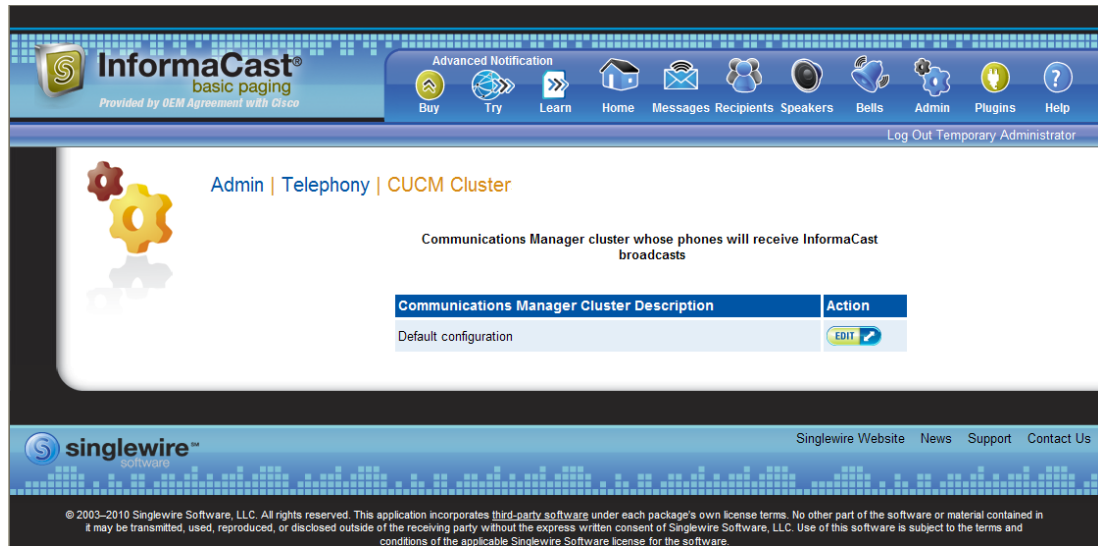 InformaCast®
basic paging
Provided by OEM Agreement with Cisco
Advanced Notification
Buy Try Learn Home Messages Recipients Speakers Bells Admin Plugins Help
Log Out Temporary Administrator
Admin | Telephony | CUCM Cluster
Communications Manager cluster whose phones will receive InformaCast
broadcasts
Communications Manager Cluster Description Action
Default configuration EDIT
singlewire℠
software
Singlewire Website News Support Contact Us
© 2003–2010 Singlewire Software, LLC. All rights reserved. This application incorporates third-party software under each package's own license terms. No other part of the software or material contained in
it may be transmitted, used, reproduced, or disclosed outside of the receiving party without the express written consent of Singlewire Software, LLC. Use of this software is subject to the terms and
conditions of the applicable Singlewire Software license for the software.